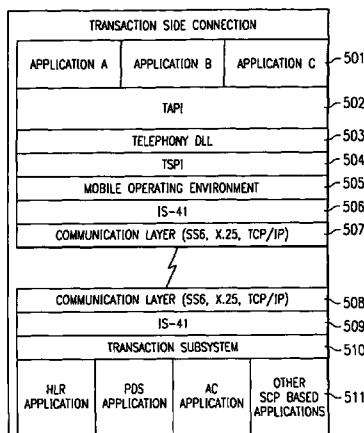 TRANSACTION SIDE CONNECTION
APPLICATION A APPLICATION B APPLICATION C 501
TAPI 502
TELEPHONY DLL 503
TSPI 504
MOBILE OPERATING ENVIRONMENT 505
IS-41 506
COMMUNICATION LAYER (SS6, X.25, TCP/IP) 507
COMMUNICATION LAYER (SS6, X.25, TCP/IP) 508
IS-41 509
TRANSACTION SUBSYSTEM 510
HLR APPLICATION PDS APPLICATION AC APPLICATION OTHER SCP BASED APPLICATIONS 511